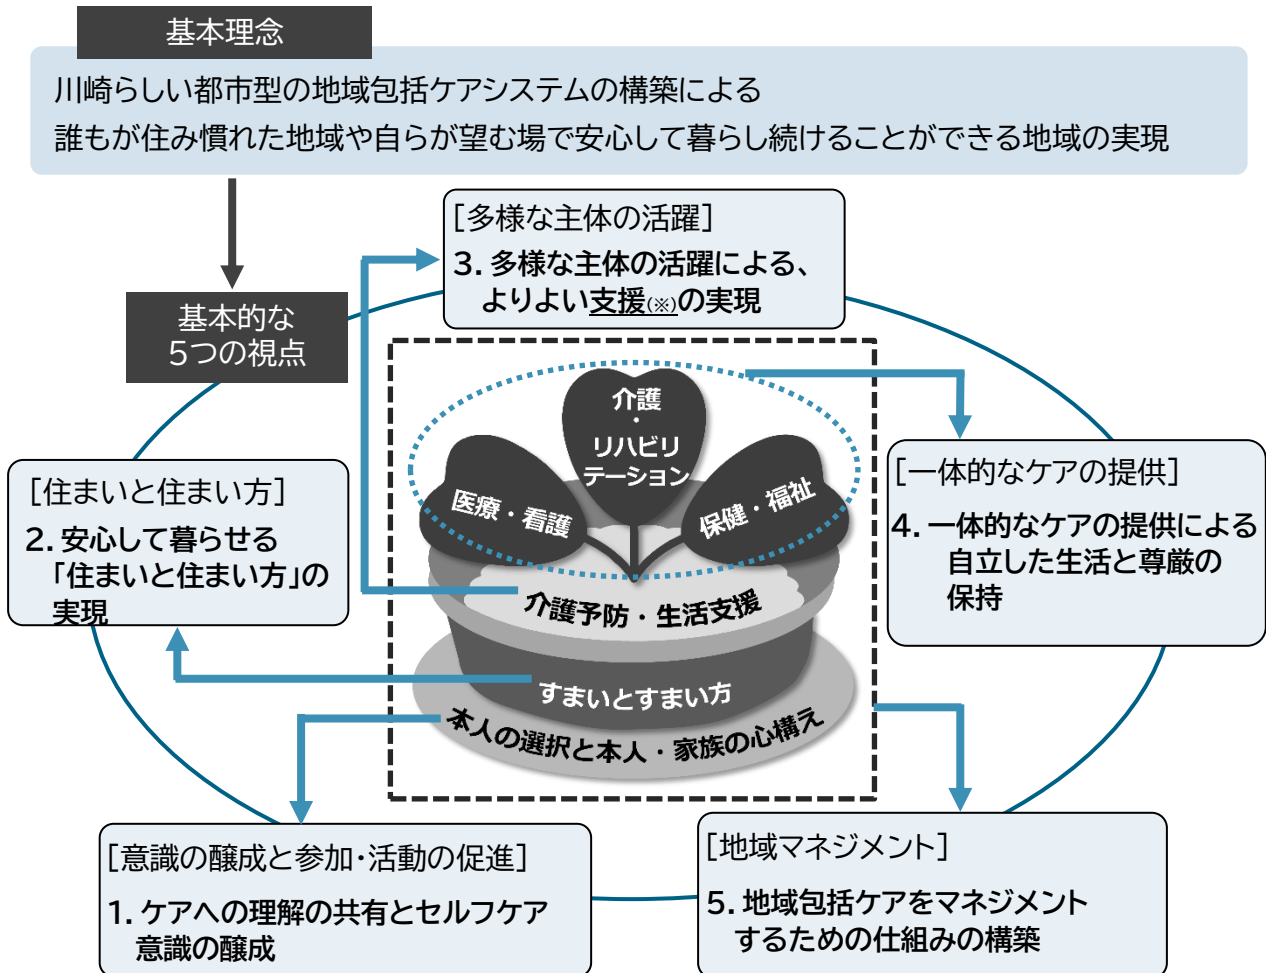 基本理念
川崎らしい都市型の地域包括ケアシステムの構築による
誰もが住み慣れた地域や自らが望む場で安心して暮らし続けることができる地域の実現
基本的な
5つの視点
[多様な主体の活躍]
3. 多様な主体の活躍による、
よりよい支援(※)の実現
介護
・
リハビリ
テーション
医療・看護
保健・福祉
介護予防・生活支援
すまいとすまい方
本人の選択と本人・家族の心構え
[住まいと住まい方]
2. 安心して暮らせる
「住まいと住まい方」の
実現
[一体的なケアの提供]
4. 一体的なケアの提供による
自立した生活と尊厳の
保持
[意識の醸成と参加・活動の促進]
1. ケアへの理解の共有とセルフケア
意識の醸成
[地域マネジメント]
5. 地域包括ケアをマネジメント
するための仕組みの構築